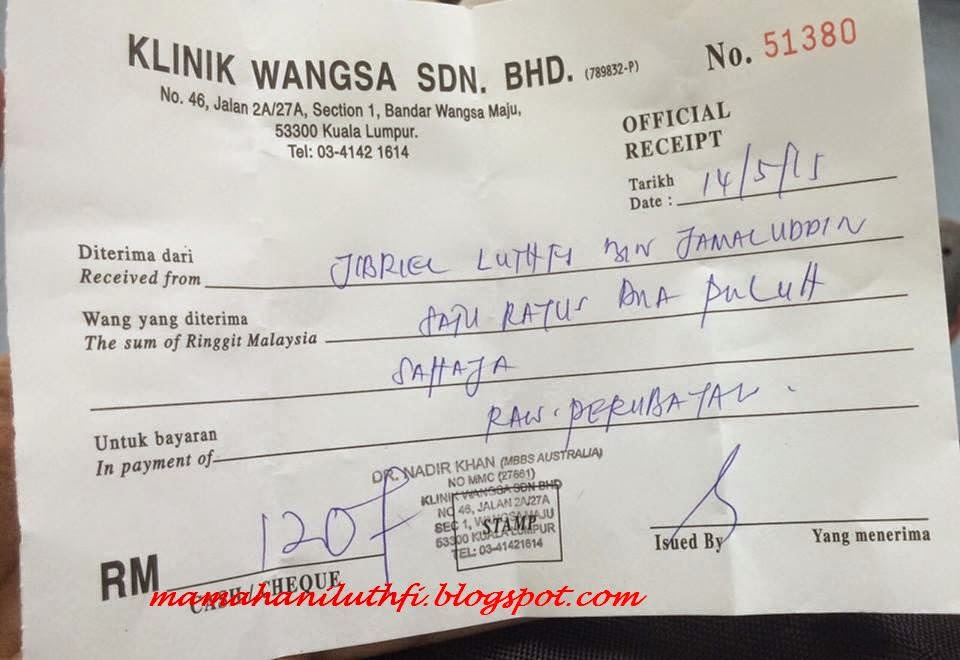 KLINIK WANGSA SDN. BHD. (789832-P)
No. 46, Jalan 2A/27A, Section 1, Bandar Wangsa Maju,
53300 Kuala Lumpur.
Tel: 03-4142 1614
No. 51380
OFFICIAL
RECEIPT
Tarikh
Date : 14/5/15
Diterima dari
Received from JIBRIEL LUTHFI BIN JAMALUDDIN
Wang yang diterima
The sum of Ringgit Malaysia SATU RATUS DUA PULUH
SAHAJA
Untuk bayaran
In payment of RAW. PERUBATAN.
DR. NADIR KHAN (MBBS AUSTRALIA)
NO MMC (27661)
KLINIK WANGSA SDN BHD
NO 46, JALAN 2A/27A
SEC 1, WANGSA MAJU
STAMP
53300 KUALA LUMPUR
TEL: 03-41421614
RM 120/
CASH / CHEQUE
Isued By Yang menerima
mamahaniluthfi.blogspot.com